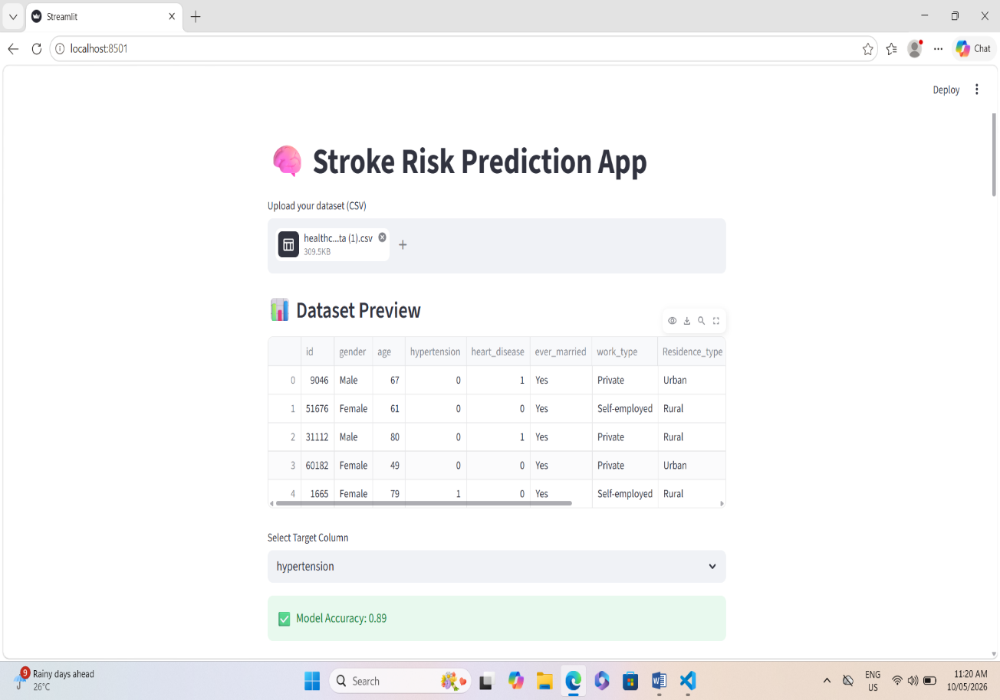 Streamlit
localhost:8501
Chat
Deploy
Stroke Risk Prediction App
Upload your dataset (CSV)
healthc...ta (1).csv
309.5KB
Dataset Preview
id gender age hypertension heart_disease ever_married work_type Residence_type
0 9046 Male 67 0 1 Yes Private Urban
1 51676 Female 61 0 0 Yes Self-employed Rural
2 31112 Male 80 0 1 Yes Private Rural
3 60182 Female 49 0 0 Yes Private Urban
4 1665 Female 79 1 0 Yes Self-employed Rural
Select Target Column
hypertension
Model Accuracy: 0.89
9
Rainy days ahead
26°C
Search
ENG
US
11:20 AM
10/05/2026